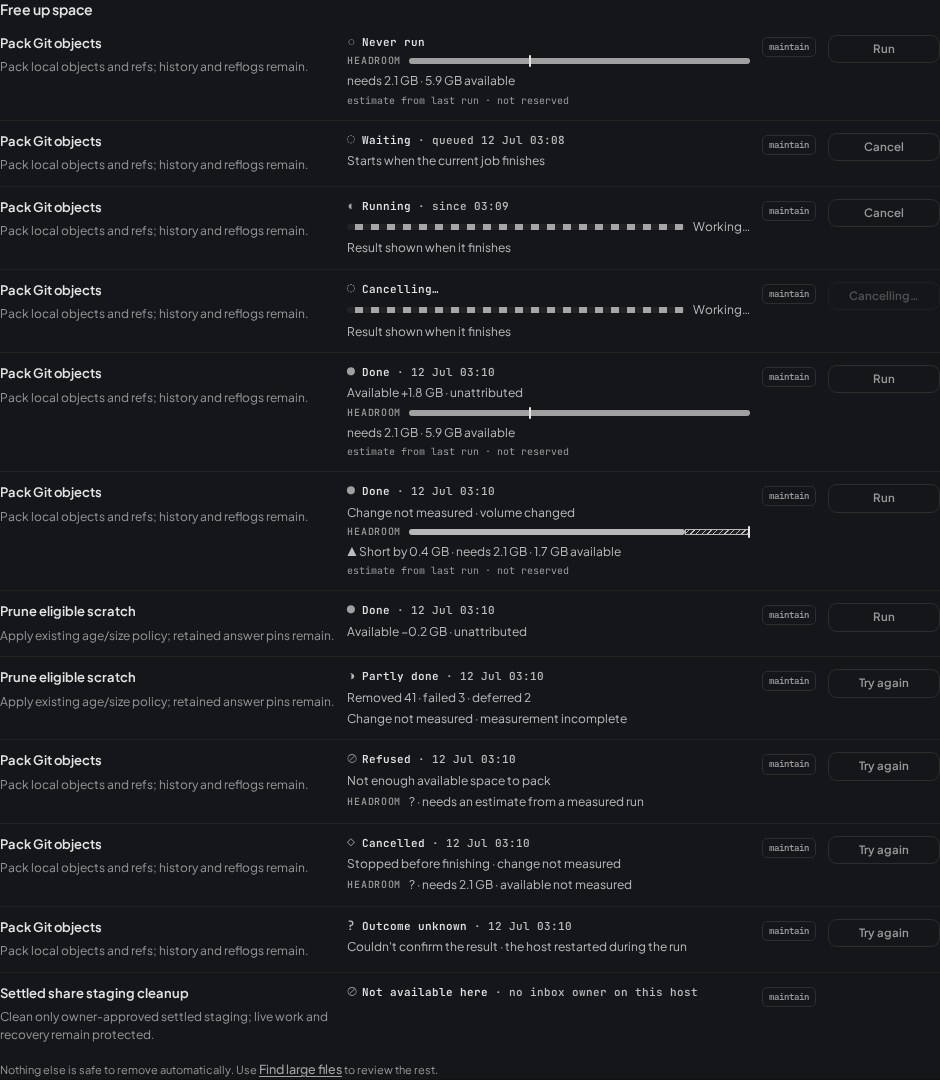 Free up space
Pack Git objects
Pack local objects and refs; history and reflogs remain.
Never run
HEADROOM
needs 2.1 GB · 5.9 GB available
estimate from last run · not reserved
maintain
Run
Pack Git objects
Pack local objects and refs; history and reflogs remain.
Waiting · queued 12 Jul 03:08
Starts when the current job finishes
maintain
Cancel
Pack Git objects
Pack local objects and refs; history and reflogs remain.
Running · since 03:09
Working…
Result shown when it finishes
maintain
Cancel
Pack Git objects
Pack local objects and refs; history and reflogs remain.
Cancelling…
Working…
Result shown when it finishes
maintain
Cancelling…
Pack Git objects
Pack local objects and refs; history and reflogs remain.
Done · 12 Jul 03:10
Available +1.8 GB · unattributed
HEADROOM
needs 2.1 GB · 5.9 GB available
estimate from last run · not reserved
maintain
Run
Pack Git objects
Pack local objects and refs; history and reflogs remain.
Done · 12 Jul 03:10
Change not measured · volume changed
HEADROOM
▲ Short by 0.4 GB · needs 2.1 GB · 1.7 GB available
estimate from last run · not reserved
maintain
Run
Prune eligible scratch
Apply existing age/size policy; retained answer pins remain.
Done · 12 Jul 03:10
Available −0.2 GB · unattributed
maintain
Run
Prune eligible scratch
Apply existing age/size policy; retained answer pins remain.
Partly done · 12 Jul 03:10
Removed 41 · failed 3 · deferred 2
Change not measured · measurement incomplete
maintain
Try again
Pack Git objects
Pack local objects and refs; history and reflogs remain.
Refused · 12 Jul 03:10
Not enough available space to pack
HEADROOM ? · needs an estimate from a measured run
maintain
Try again
Pack Git objects
Pack local objects and refs; history and reflogs remain.
Cancelled · 12 Jul 03:10
Stopped before finishing · change not measured
HEADROOM ? · needs 2.1 GB · available not measured
maintain
Try again
Pack Git objects
Pack local objects and refs; history and reflogs remain.
? Outcome unknown · 12 Jul 03:10
Couldn't confirm the result · the host restarted during the run
maintain
Try again
Settled share staging cleanup
Clean only owner-approved settled staging; live work and
recovery remain protected.
Not available here · no inbox owner on this host
maintain
Nothing else is safe to remove automatically. Use Find large files to review the rest.